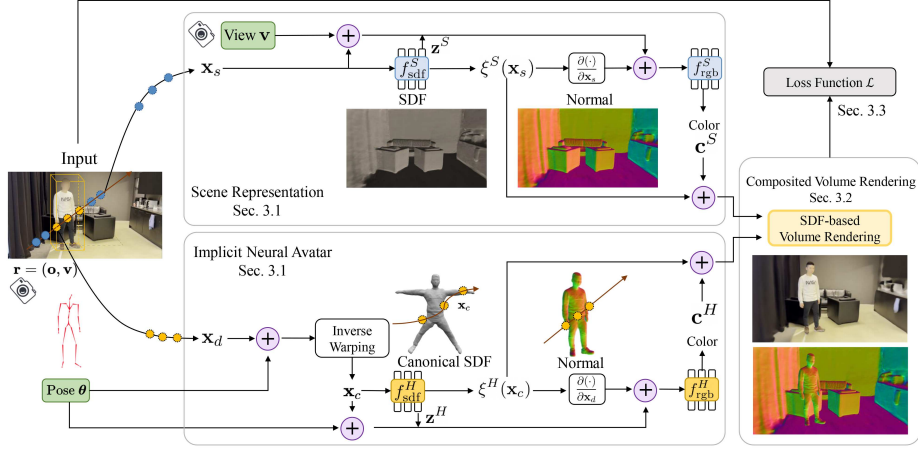 Input
r = (o, v)
Pose θ
View v
x_s
z^S
f^S_sdf
SDF
ξ^S(x_s)
∂(·)
∂x_s
Normal
f^S_rgb
Color
c^S
Scene Representation
Sec. 3.1
Implicit Neural Avatar
Sec. 3.1
x_d
Inverse
Warping
x_c
Canonical SDF
x_c
f^H_sdf
z^H
ξ^H(x_c)
Normal
∂(·)
∂x_d
f^H_rgb
Color
c^H
Loss Function ℒ
Sec. 3.3
Composited Volume Rendering
Sec. 3.2
SDF-based
Volume Rendering